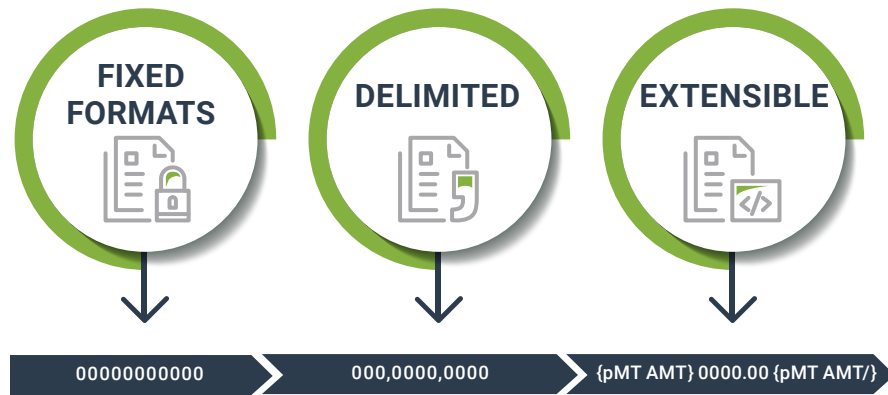 FIXED
FORMATS
DELIMITED
EXTENSIBLE
</>
00000000000
000,0000,0000
{pMT AMT} 0000.00 {pMT AMT/}